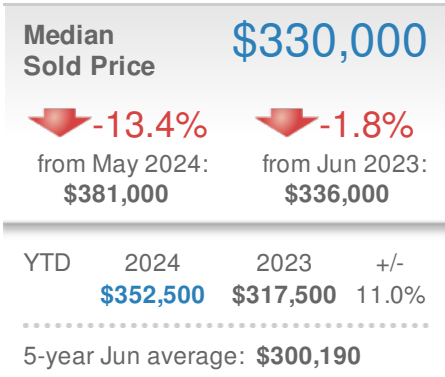 Median $330,000
Sold Price
-13.4% -1.8%
from May 2024: from Jun 2023:
$381,000 $336,000
YTD 2024 2023 +/-
$352,500 $317,500 11.0%
5-year Jun average: $300,190